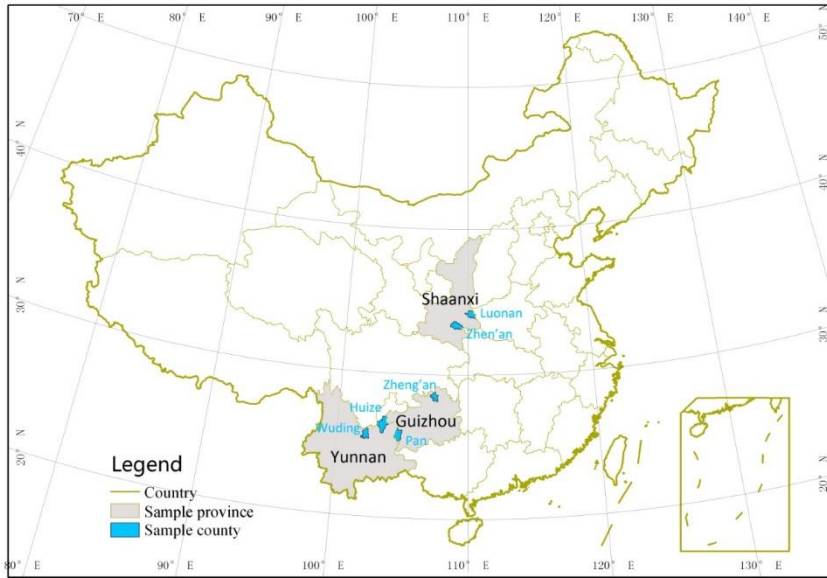 70° E
80° E
90° E
100° E
110° E
120° E
130° E
140° E
50° N
40° N
40° N
30° N
30° N
20° N
20° N
Shaanxi
Luonan
Zhen'an
Zheng'an
Huize
Guizhou
Wuding
Pan
Yunnan
Legend
Country
Sample province
Sample county
80° E
90° E
100° E
110° E
120° E
130° E